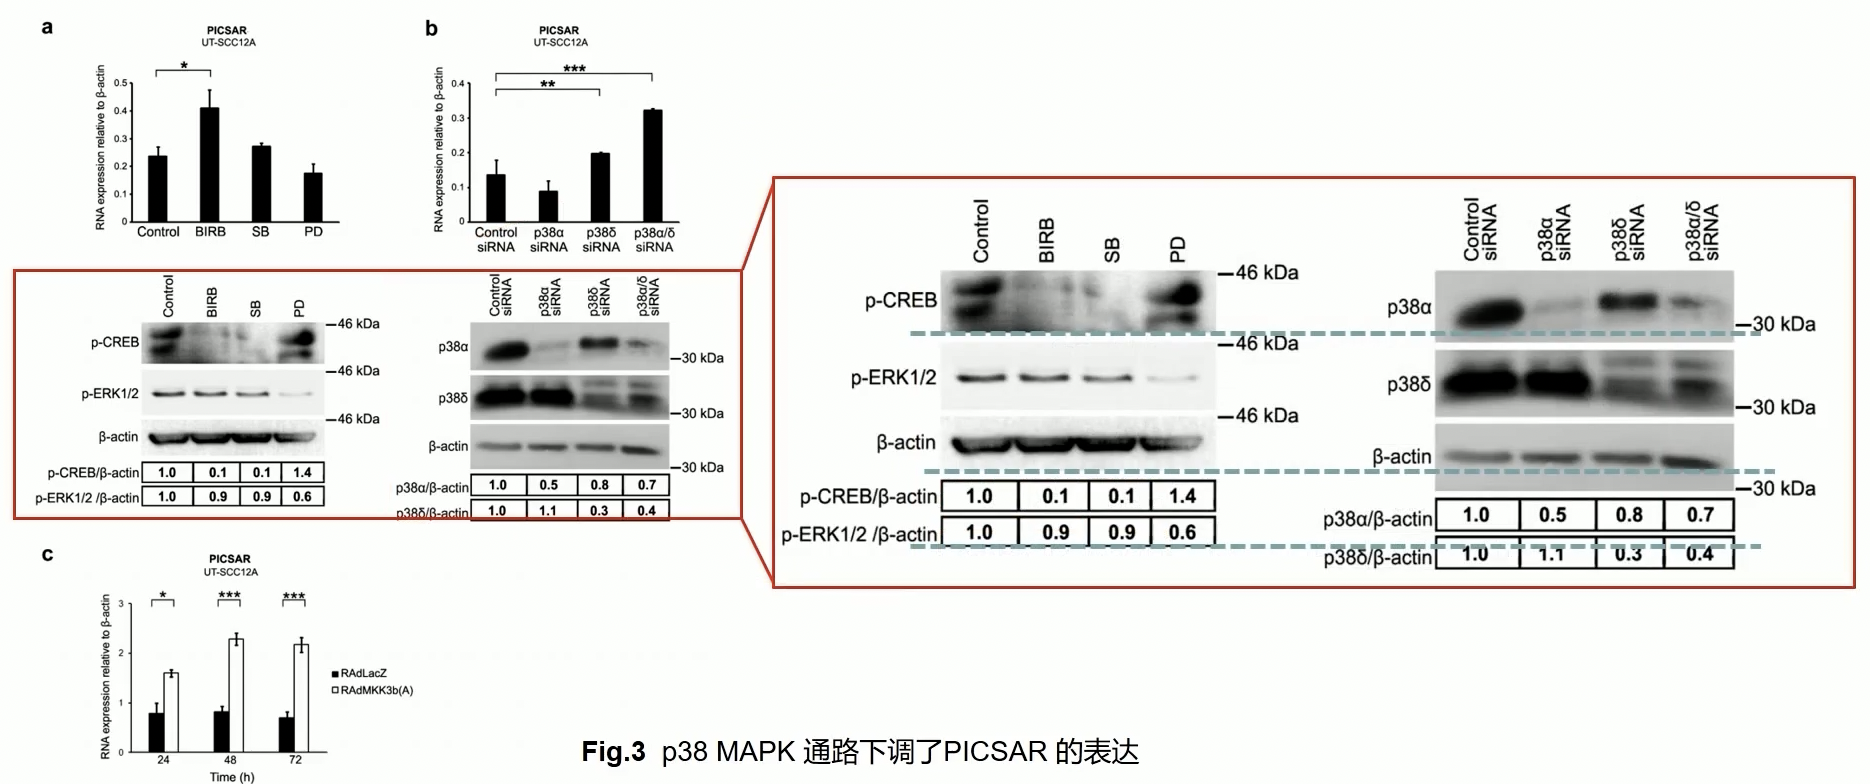 a
PICSAR
UT-SCC12A
*
RNA expression relative to β-actin
0.5
0.4
0.3
0.2
0.1
0
Control BIRB SB PD
b
PICSAR
UT-SCC12A
***
**
RNA expression relative to β-actin
0.4
0.3
0.2
0.1
0
Control siRNA
p38α siRNA
p38δ siRNA
p38α/δ siRNA
Control BIRB SB PD
p-CREB
46 kDa
p-ERK1/2
46 kDa
β-actin
46 kDa
p-CREB/β-actin 1.0 0.1 0.1 1.4
p-ERK1/2 /β-actin 1.0 0.9 0.9 0.6
Control siRNA
p38α siRNA
p38δ siRNA
p38α/δ siRNA
p38α
30 kDa
p38δ
30 kDa
β-actin
30 kDa
p38α/β-actin 1.0 0.5 0.8 0.7
p38δ/β-actin 1.0 1.1 0.3 0.4
Control BIRB SB PD
p-CREB
46 kDa
p-ERK1/2
46 kDa
β-actin
46 kDa
p-CREB/β-actin 1.0 0.1 0.1 1.4
p-ERK1/2 /β-actin 1.0 0.9 0.9 0.6
Control siRNA
p38α siRNA
p38δ siRNA
p38α/δ siRNA
p38α
30 kDa
p38δ
30 kDa
β-actin
30 kDa
p38α/β-actin 1.0 0.5 0.8 0.7
p38δ/β-actin 1.0 1.1 0.3 0.4
c
PICSAR
UT-SCC12A
* *** ***
RNA expression relative to β-actin
3
2
1
0
24 48 72
Time (h)
RAdLacZ
RAdMKK3b(A)
Fig.3 p38 MAPK 通路下调了PICSAR 的表达